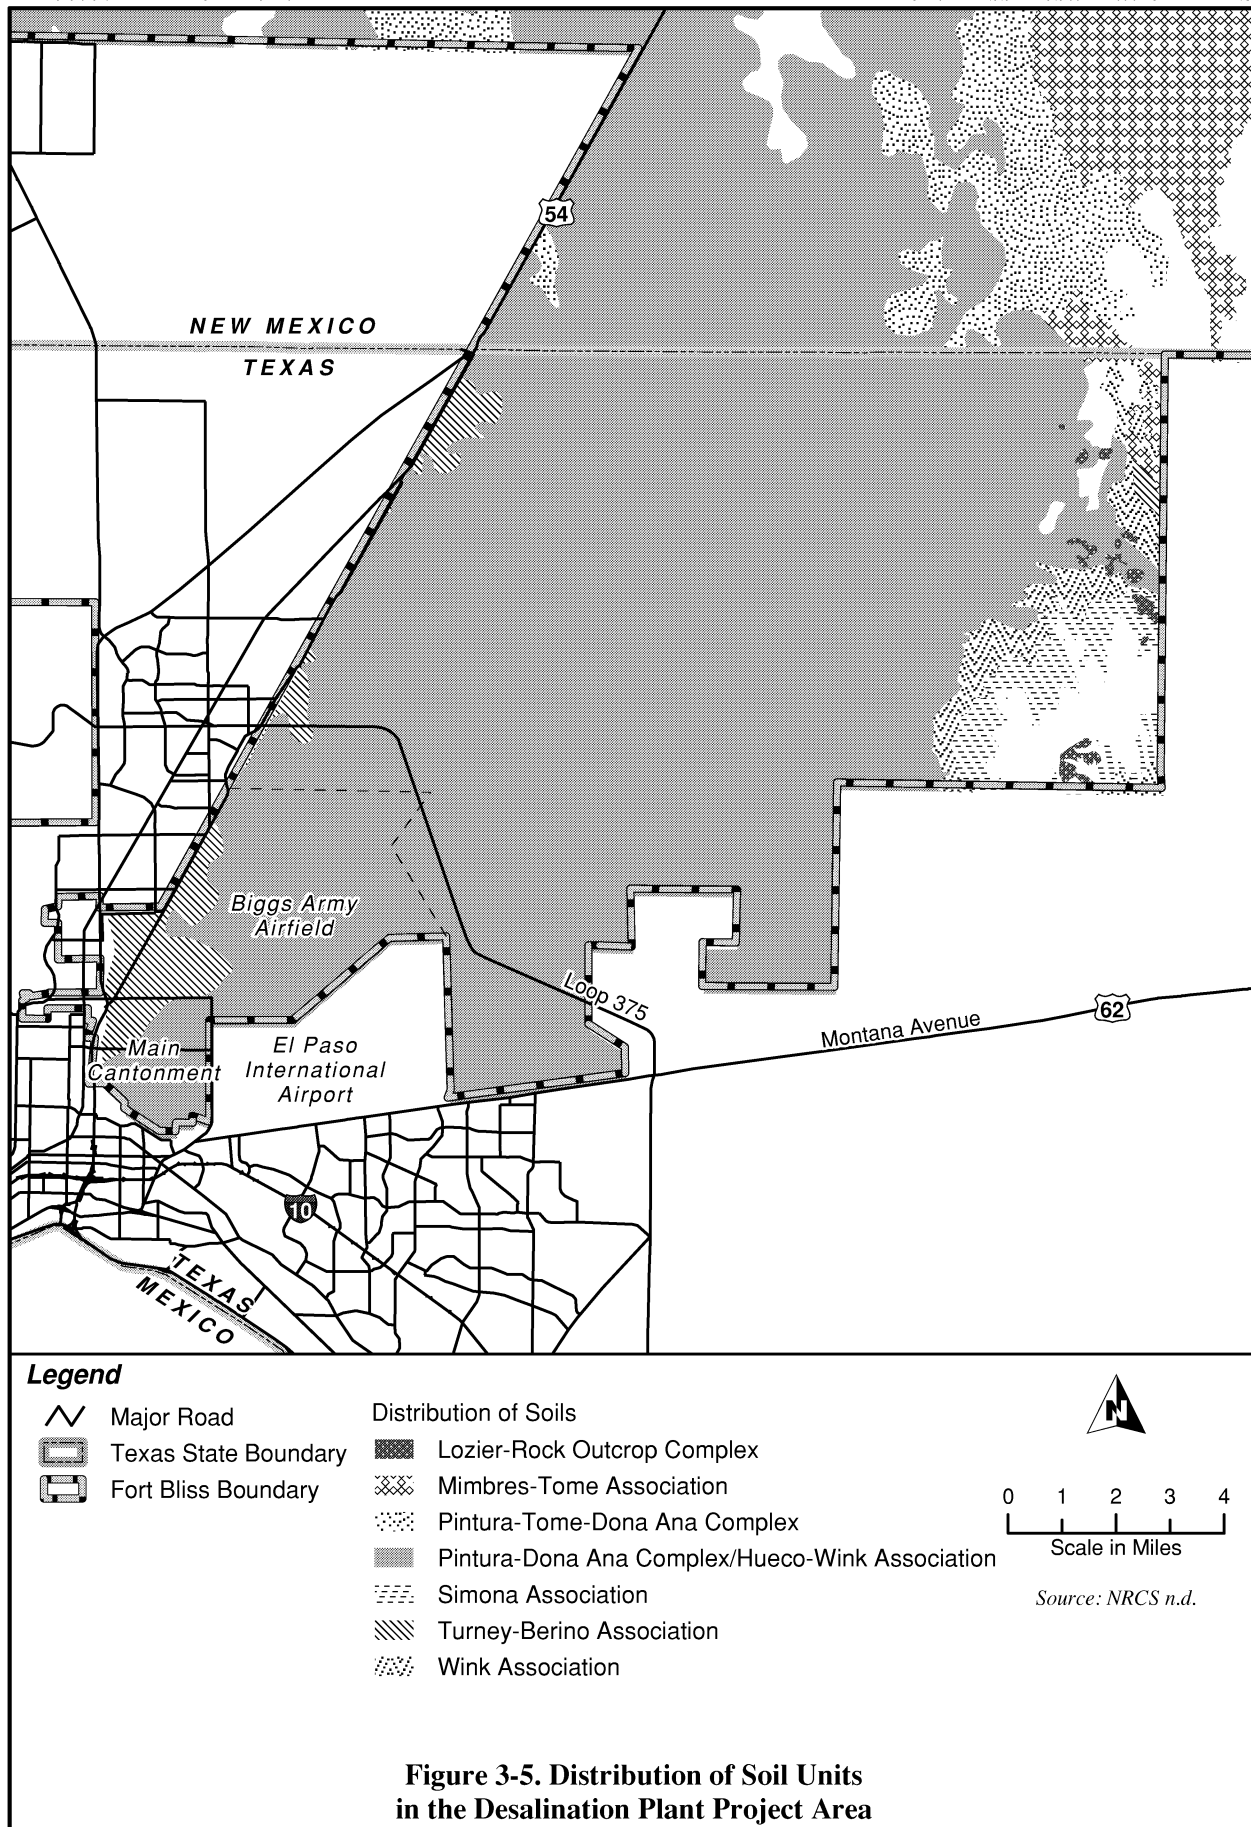 54
NEW MEXICO
TEXAS
Biggs Army
Airfield
Loop 375
62
Montana Avenue
Main
Cantonment
El Paso
International
Airport
10
TEXAS
MEXICO
Legend
Major Road
Texas State Boundary
Fort Bliss Boundary
Distribution of Soils
Lozier-Rock Outcrop Complex
Mimbres-Tome Association
Pintura-Tome-Dona Ana Complex
Pintura-Dona Ana Complex/Hueco-Wink Association
Simona Association
Turney-Berino Association
Wink Association
N
0 1 2 3 4
Scale in Miles
Source: NRCS n.d.
Figure 3-5. Distribution of Soil Units
in the Desalination Plant Project Area